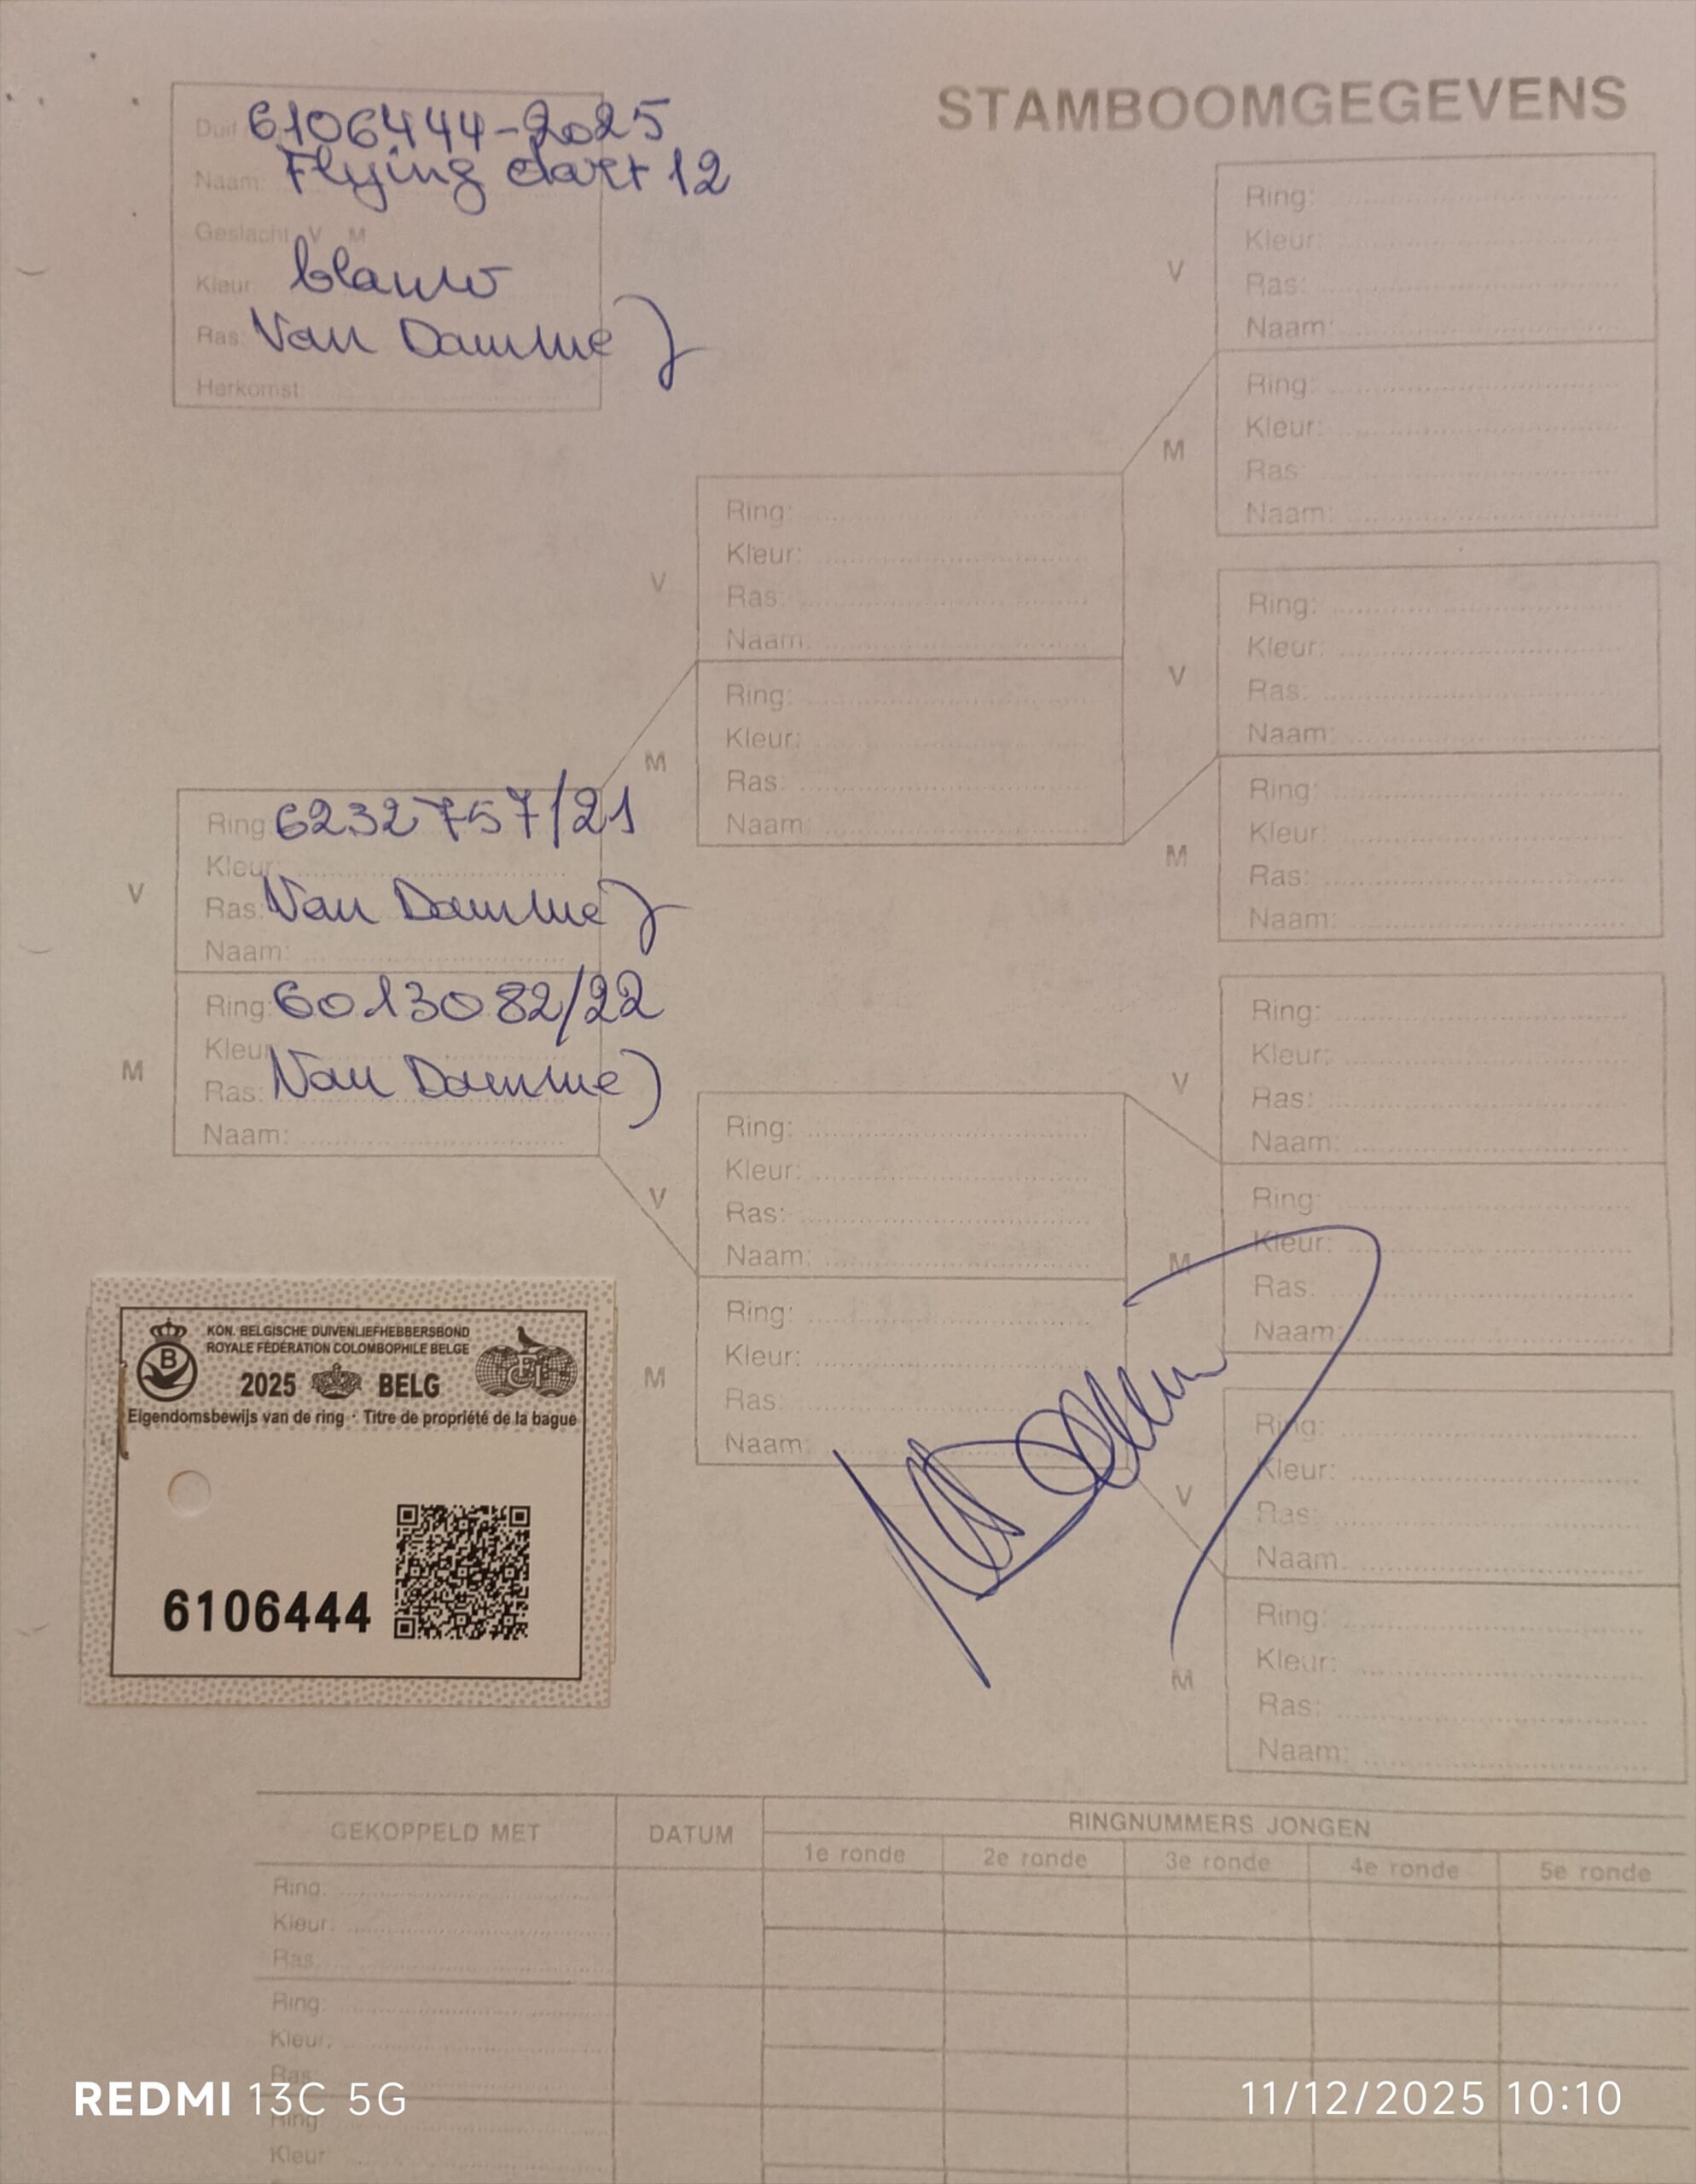 STAMBOOMGEGEVENS
Duif 6106444-2025
Naam: Flying dart 12
Geslacht V M
Kleur blauw
Ras: Van Damme J
Herkomst:
V
Ring:
Kleur:
Ras:
Naam:
M
Ring:
Kleur:
Ras:
Naam:
V
Ring:
Kleur:
Ras:
Naam:
M
Ring:
Kleur:
Ras:
Naam:
V
Ring:
Kleur:
Ras:
Naam:
M
Ring:
Kleur:
Ras:
Naam:
V
Ring: 6232757/21
Kleur:
Ras: Van Damme J
Naam:
M
Ring: 6013082/22
Kleur
Ras: Van Damme J
Naam:
V
Ring:
Kleur:
Ras:
Naam:
M
Ring:
Kleur:
Ras:
Naam:
V
Ring:
Kleur:
Ras:
Naam:
M
Ring:
Kleur:
Ras:
Naam:
V
Ring:
Kleur:
Ras:
Naam:
M
Ring:
Kleur:
Ras:
Naam:
B
KON. BELGISCHE DUIVENLIEFHEBBERSBOND
ROYALE FÉDÉRATION COLOMBOPHILE BELGE
2025 BELG
FCI
Eigendomsbewijs van de ring · Titre de propriété de la bague
6106444
GEKOPPELD MET
DATUM
RINGNUMMERS JONGEN
1e ronde 2e ronde 3e ronde 4e ronde 5e ronde
Ring:
Kleur:
Ras
Ring:
Kleur:
Ras
Ring
Kleur
REDMI 13C 5G
11/12/2025 10:10